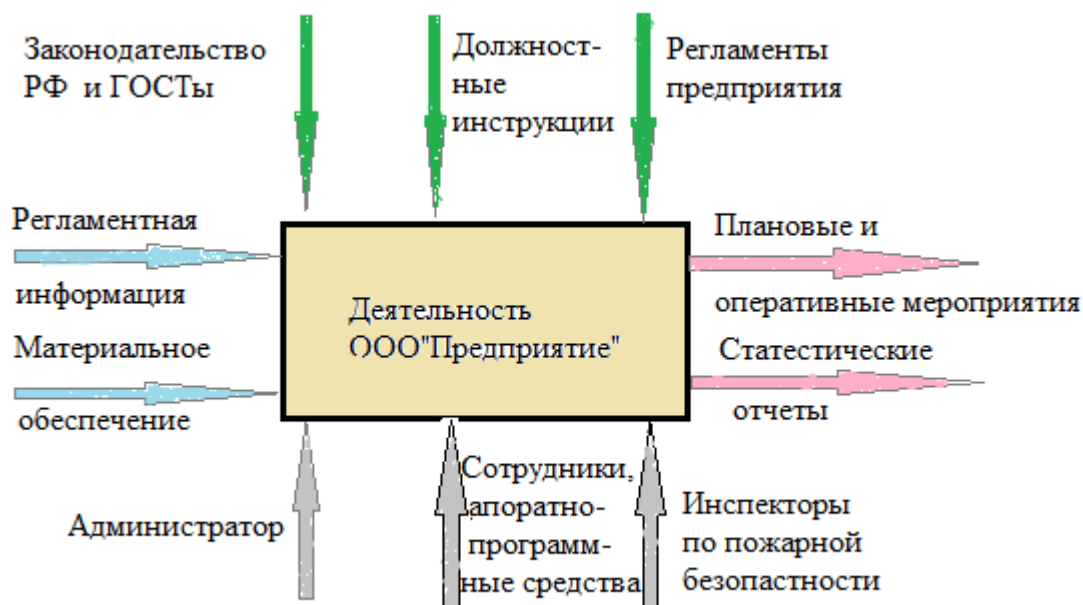 Законодательство
РФ и ГОСТы
Должност-
ные
инструкции
Регламенты
предприятия
Регламентная
информация
Материальное
обеспечение
Деятельность
ООО"Предприятие"
Плановые и
оперативные мероприятия
Статестические
отчеты
Администратор
Сотрудники,
апоратно-
программ-
ные средства
Инспекторы
по пожарной
безопастности